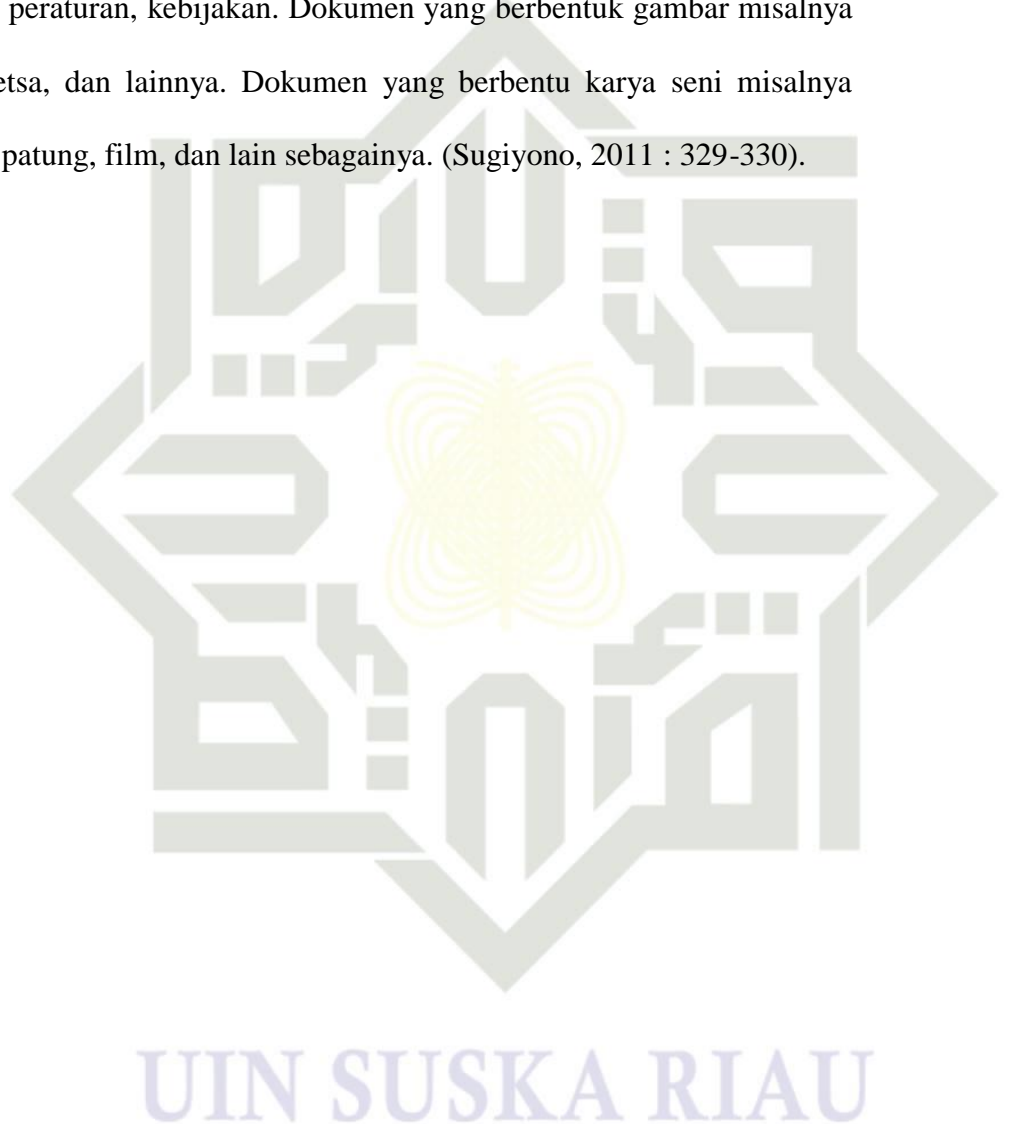 peraturan, kebijakan. Dokumen yang berbentuk gambar misalnya
etsa, dan lainnya. Dokumen yang berbentu karya seni misalnya
patung, film, dan lain sebagainya. (Sugiyono, 2011 : 329-330).
UIN SUSKA RIAU